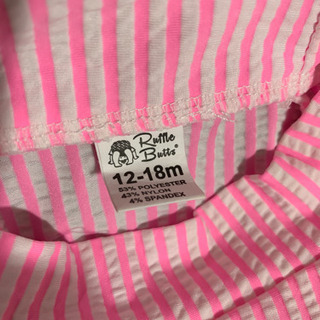 Ruffle
Butts®
12-18m
53% POLYESTER
43% NYLON
4% SPANDEX